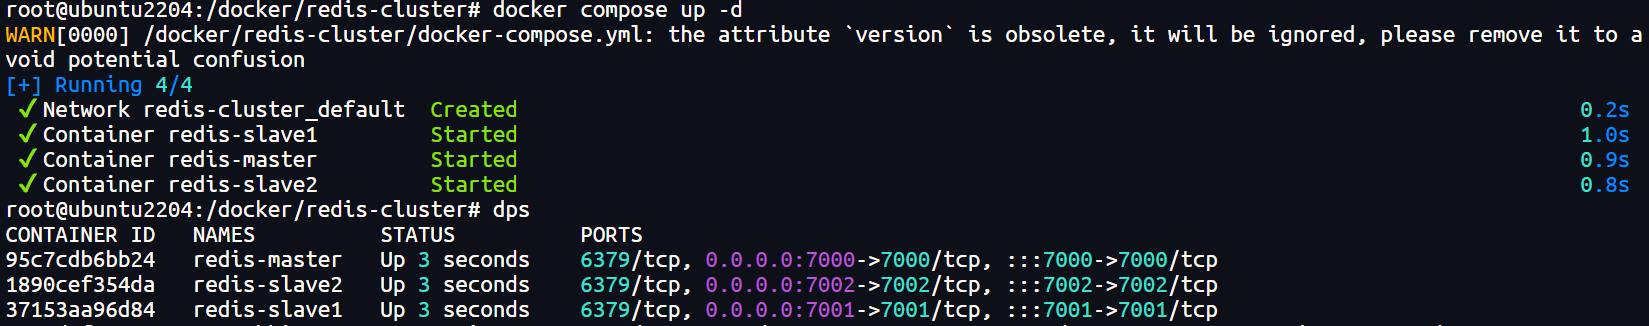 root@ubuntu2204:/docker/redis-cluster# docker compose up -d
WARN[0000] /docker/redis-cluster/docker-compose.yml: the attribute `version` is obsolete, it will be ignored, please remove it to a
void potential confusion
[+] Running 4/4
✔ Network redis-cluster_default Created 0.2s
✔ Container redis-slave1 Started 1.0s
✔ Container redis-master Started 0.9s
✔ Container redis-slave2 Started 0.8s
root@ubuntu2204:/docker/redis-cluster# dps
CONTAINER ID NAMES STATUS PORTS
95c7cdb6bb24 redis-master Up 3 seconds 6379/tcp, 0.0.0.0:7000->7000/tcp, :::7000->7000/tcp
1890cef354da redis-slave2 Up 3 seconds 6379/tcp, 0.0.0.0:7002->7002/tcp, :::7002->7002/tcp
37153aa96d84 redis-slave1 Up 3 seconds 6379/tcp, 0.0.0.0:7001->7001/tcp, :::7001->7001/tcp